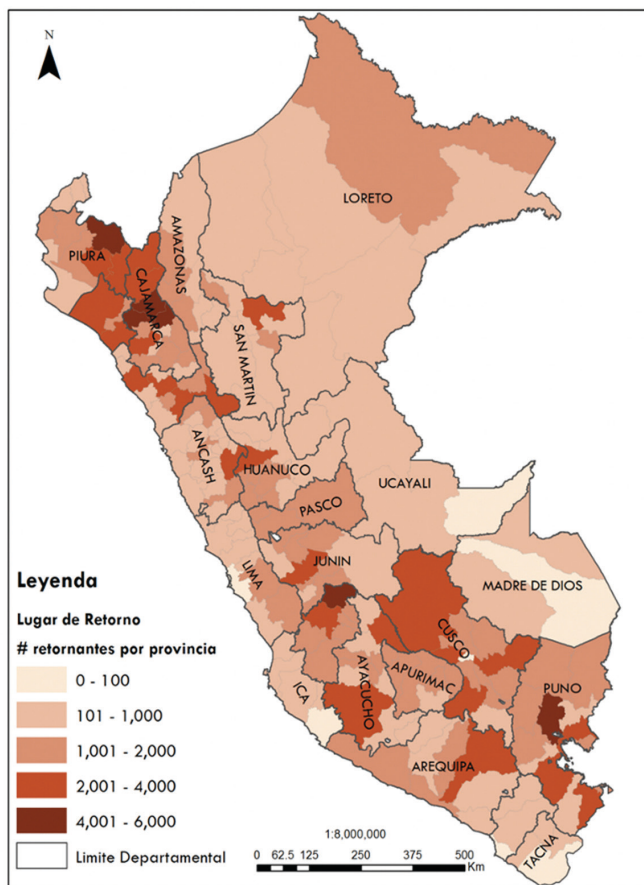 N
LORETO
AMAZONAS
PIURA
CAJAMARCA
SAN MARTIN
ANCASH
HUANUCO
UCAYALI
PASCO
LIMA
JUNIN
MADRE DE DIOS
CUSCO
ICA
AYACUCHO
APURIMAC
PUNO
AREQUIPA
TACNA
Leyenda
Lugar de Retorno
# retornantes por provincia
0 - 100
101 - 1,000
1,001 - 2,000
2,001 - 4,000
4,001 - 6,000
Limite Departamental
1:8,000,000
0 62.5 125 250 375 500
Km